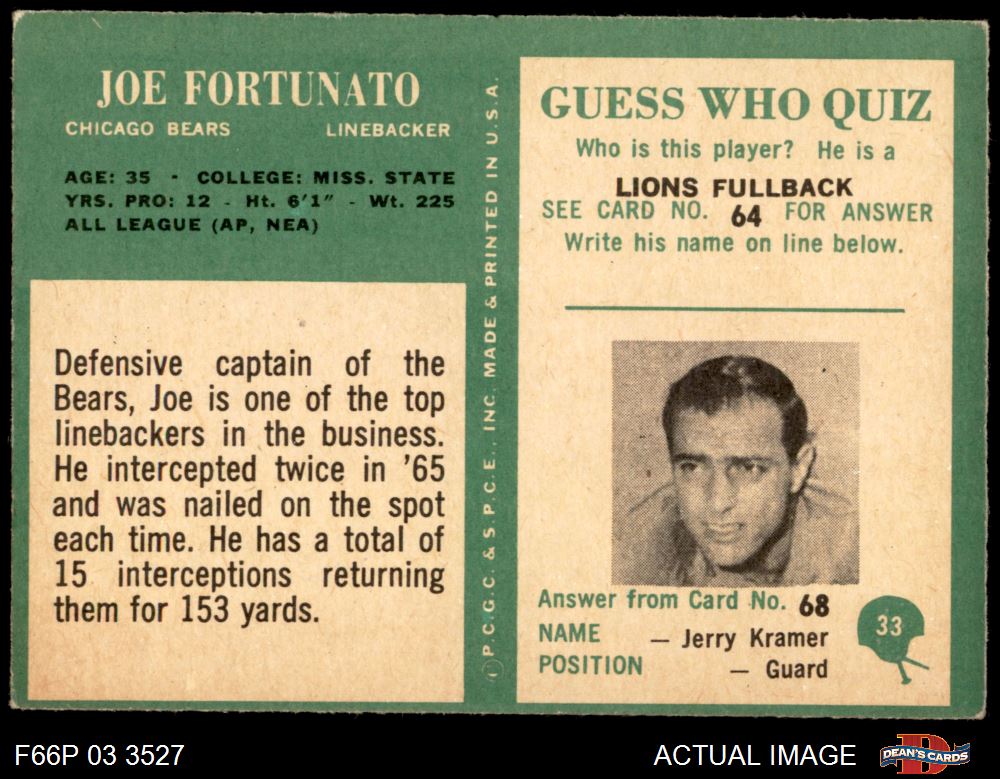 JOE FORTUNATO
CHICAGO BEARS LINEBACKER
AGE: 35 - COLLEGE: MISS. STATE
YRS. PRO: 12 - Ht. 6'1" - Wt. 225
ALL LEAGUE (AP, NEA)
Defensive captain of the
Bears, Joe is one of the top
linebackers in the business.
He intercepted twice in '65
and was nailed on the spot
each time. He has a total of
15 interceptions returning
them for 153 yards.
©P.C.G.C. & S.P.C.E., INC. MADE & PRINTED IN U.S.A.
GUESS WHO QUIZ
Who is this player? He is a
LIONS FULLBACK
SEE CARD NO. 64 FOR ANSWER
Write his name on line below.
Answer from Card No. 68
NAME — Jerry Kramer
POSITION — Guard
33
F66P 03 3527
ACTUAL IMAGE
DEAN'S CARDS